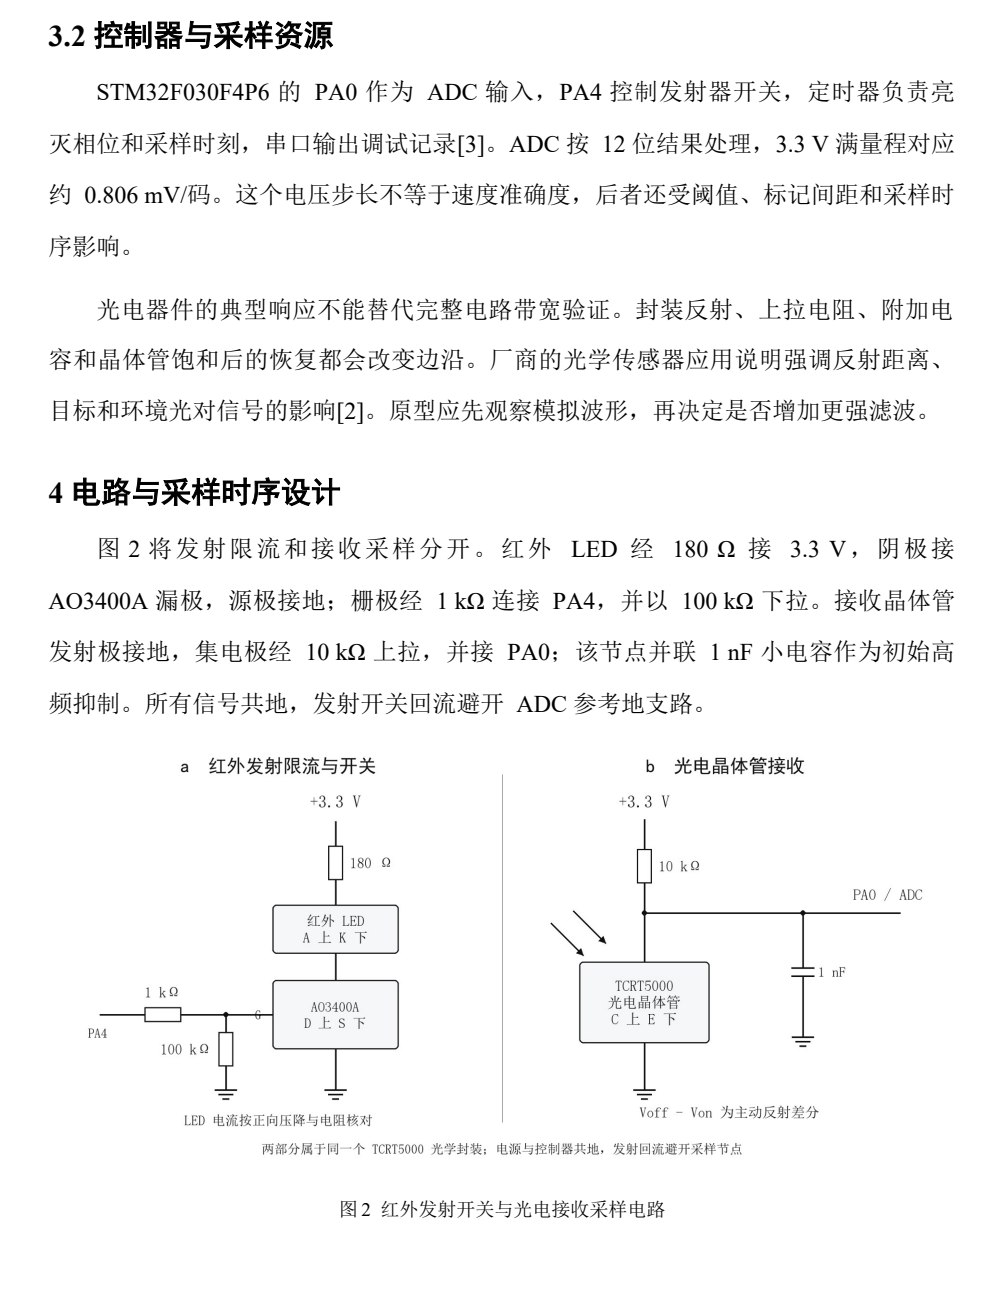 3.2 控制器与采样资源
STM32F030F4P6 的 PA0 作为 ADC 输入，PA4 控制发射器开关，定时器负责亮
灭相位和采样时刻，串口输出调试记录[3]。ADC 按 12 位结果处理，3.3 V 满量程对应
约 0.806 mV/码。这个电压步长不等于速度准确度，后者还受阈值、标记间距和采样时
序影响。
光电器件的典型响应不能替代完整电路带宽验证。封装反射、上拉电阻、附加电
容和晶体管饱和后的恢复都会改变边沿。厂商的光学传感器应用说明强调反射距离、
目标和环境光对信号的影响[2]。原型应先观察模拟波形，再决定是否增加更强滤波。
4 电路与采样时序设计
图 2 将发射限流和接收采样分开。红外 LED 经 180 Ω 接 3.3 V，阴极接
AO3400A 漏极，源极接地；栅极经 1 kΩ 连接 PA4，并以 100 kΩ 下拉。接收晶体管
发射极接地，集电极经 10 kΩ 上拉，并接 PA0；该节点并联 1 nF 小电容作为初始高
频抑制。所有信号共地，发射开关回流避开 ADC 参考地支路。
a 红外发射限流与开关
+3.3 V
180 Ω
红外 LED
A 上 K 下
1 kΩ
AO3400A
D 上 S 下
G
PA4
100 kΩ
LED 电流按正向压降与电阻核对
b 光电晶体管接收
+3.3 V
10 kΩ
PA0 / ADC
1 nF
TCRT5000
光电晶体管
C 上 E 下
Voff - Von 为主动反射差分
两部分属于同一个 TCRT5000 光学封装；电源与控制器共地，发射回流避开采样节点
图 2 红外发射开关与光电接收采样电路